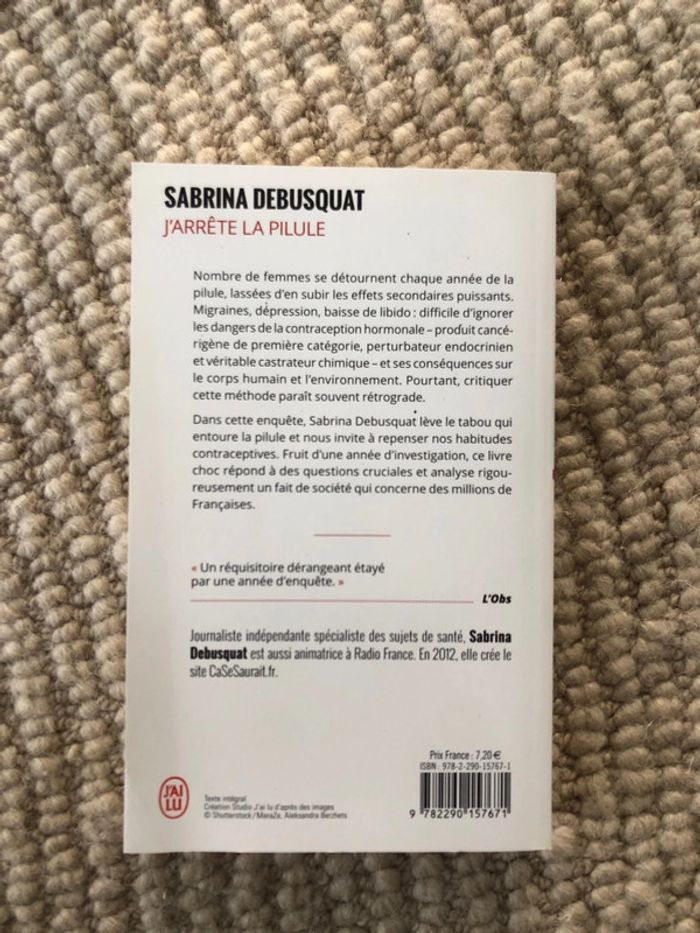 SABRINA DEBUSQUAT
J'ARRÊTE LA PILULE
Nombre de femmes se détournent chaque année de la
pilule, lassées d'en subir les effets secondaires puissants.
Migraines, dépression, baisse de libido : difficile d'ignorer
les dangers de la contraception hormonale – produit cancé-
rigène de première catégorie, perturbateur endocrinien
et véritable castrateur chimique – et ses conséquences sur
le corps humain et l'environnement. Pourtant, critiquer
cette méthode paraît souvent rétrograde.
Dans cette enquête, Sabrina Debusquat lève le tabou qui
entoure la pilule et nous invite à repenser nos habitudes
contraceptives. Fruit d'une année d'investigation, ce livre
choc répond à des questions cruciales et analyse rigou-
reusement un fait de société qui concerne des millions de
Françaises.
« Un réquisitoire dérangeant étayé
par une année d'enquête. »
L'Obs
Journaliste indépendante spécialiste des sujets de santé, Sabrina
Debusquat est aussi animatrice à Radio France. En 2012, elle crée le
site CaSeSaurait.fr.
Prix France : 7,20 €
ISBN : 978-2-290-15767-1
J'AI
LU
Texte intégral
Création Studio J'ai lu d'après des images
© Shutterstock / MaraZe, Aleksandra Berzhets
9 782290 157671